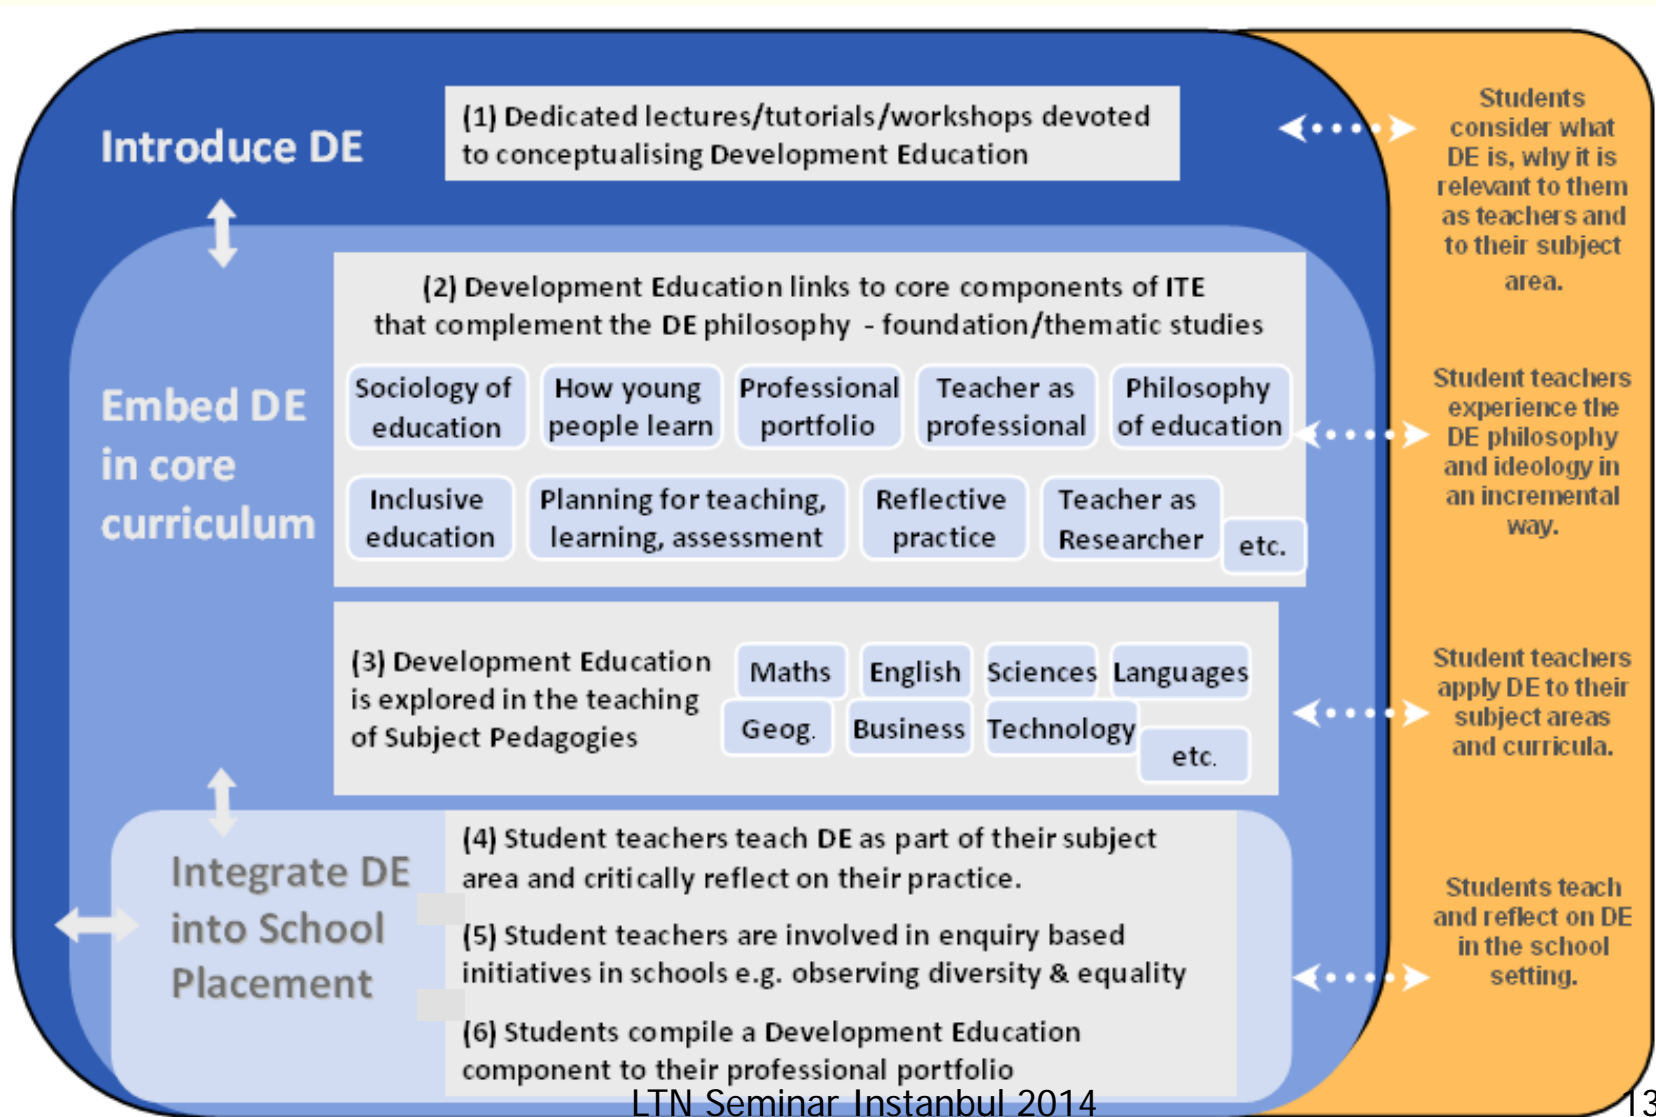 Introduce DE
(1) Dedicated lectures/tutorials/workshops devoted
to conceptualising Development Education
Students
consider what
DE is, why it is
relevant to them
as teachers and
to their subject
area.
Embed DE
in core
curriculum
(2) Development Education links to core components of ITE
that complement the DE philosophy - foundation/thematic studies
Sociology of
education
How young
people learn
Professional
portfolio
Teacher as
professional
Philosophy
of education
Inclusive
education
Planning for teaching,
learning, assessment
Reflective
practice
Teacher as
Researcher
etc.
Student teachers
experience the
DE philosophy
and ideology in
an incremental
way.
(3) Development Education
is explored in the teaching
of Subject Pedagogies
Maths
English
Sciences
Languages
Geog.
Business
Technology
etc.
Student teachers
apply DE to their
subject areas
and curricula.
Integrate DE
into School
Placement
(4) Student teachers teach DE as part of their subject
area and critically reflect on their practice.
(5) Student teachers are involved in enquiry based
initiatives in schools e.g. observing diversity & equality
(6) Students compile a Development Education
component to their professional portfolio
Students teach
and reflect on DE
in the school
setting.
LTN Seminar Instanbul 2014
13